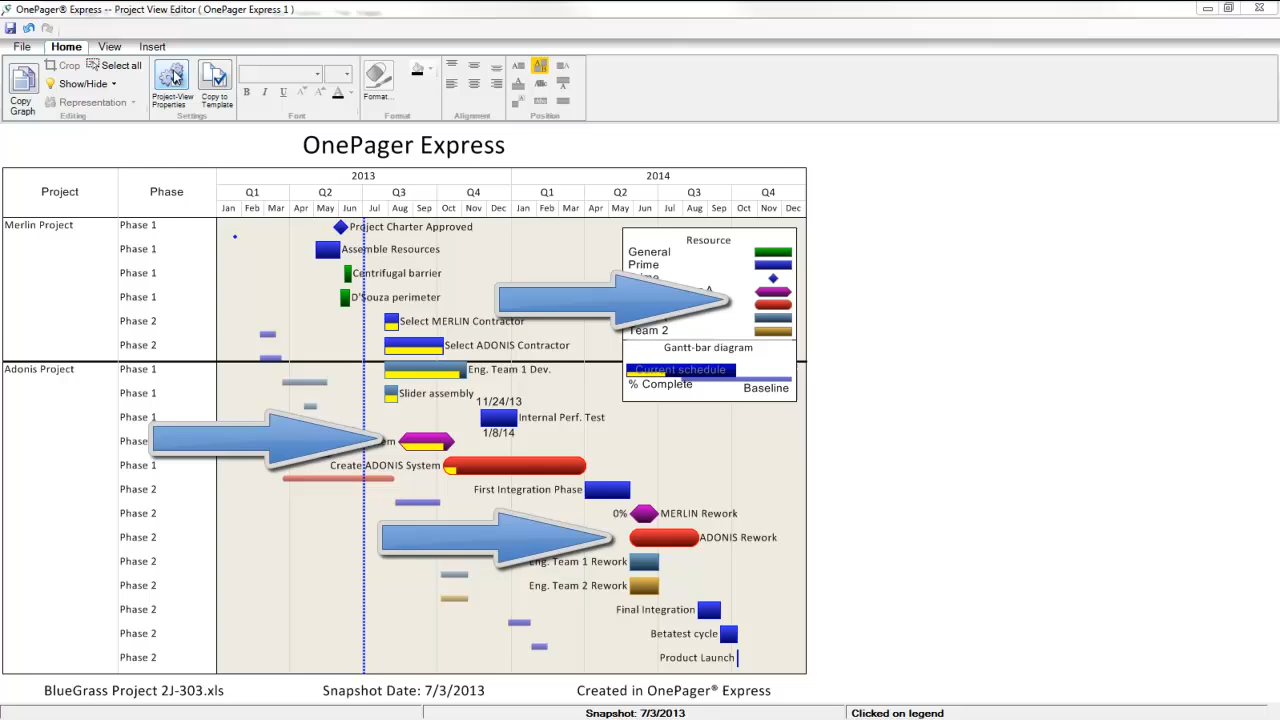 OnePager® Express - Project View Editor ( OnePager Express 1 )
File Home View Insert
Crop Select all
Show/Hide
Representation
Copy Graph
Editing
Project-View Properties
Copy to Template
Settings
B I U A A A
Font
Format...
Format
Alignment
Position
OnePager Express
Project Phase
2013 2014
Q1 Q2 Q3 Q4 Q1 Q2 Q3 Q4
Jan Feb Mar Apr May Jun Jul Aug Sep Oct Nov Dec Jan Feb Mar Apr May Jun Jul Aug Sep Oct Nov Dec
Merlin Project Phase 1 Project Charter Approved
Phase 1 Assemble Resources
Phase 1 Centrifugal barrier
Phase 1 D'Souza perimeter
Phase 2 Select MERLIN Contractor
Phase 2 Select ADONIS Contractor
Resource
General
Prime
Team 2
Gantt-bar diagram
Current schedule
% Complete Baseline
Adonis Project Phase 1 Eng. Team 1 Dev.
Phase 1 Slider assembly
11/24/13
Phase 1 Internal Perf. Test
1/8/14
Phase 1 Create ADONIS System
Phase 2 First Integration Phase
Phase 2 0% MERLIN Rework
Phase 2 ADONIS Rework
Phase 2 Eng. Team 1 Rework
Phase 2 Eng. Team 2 Rework
Phase 2 Final Integration
Phase 2 Betatest cycle
Phase 2 Product Launch
BlueGrass Project 2J-303.xls Snapshot Date: 7/3/2013 Created in OnePager® Express
Snapshot: 7/3/2013 Clicked on legend